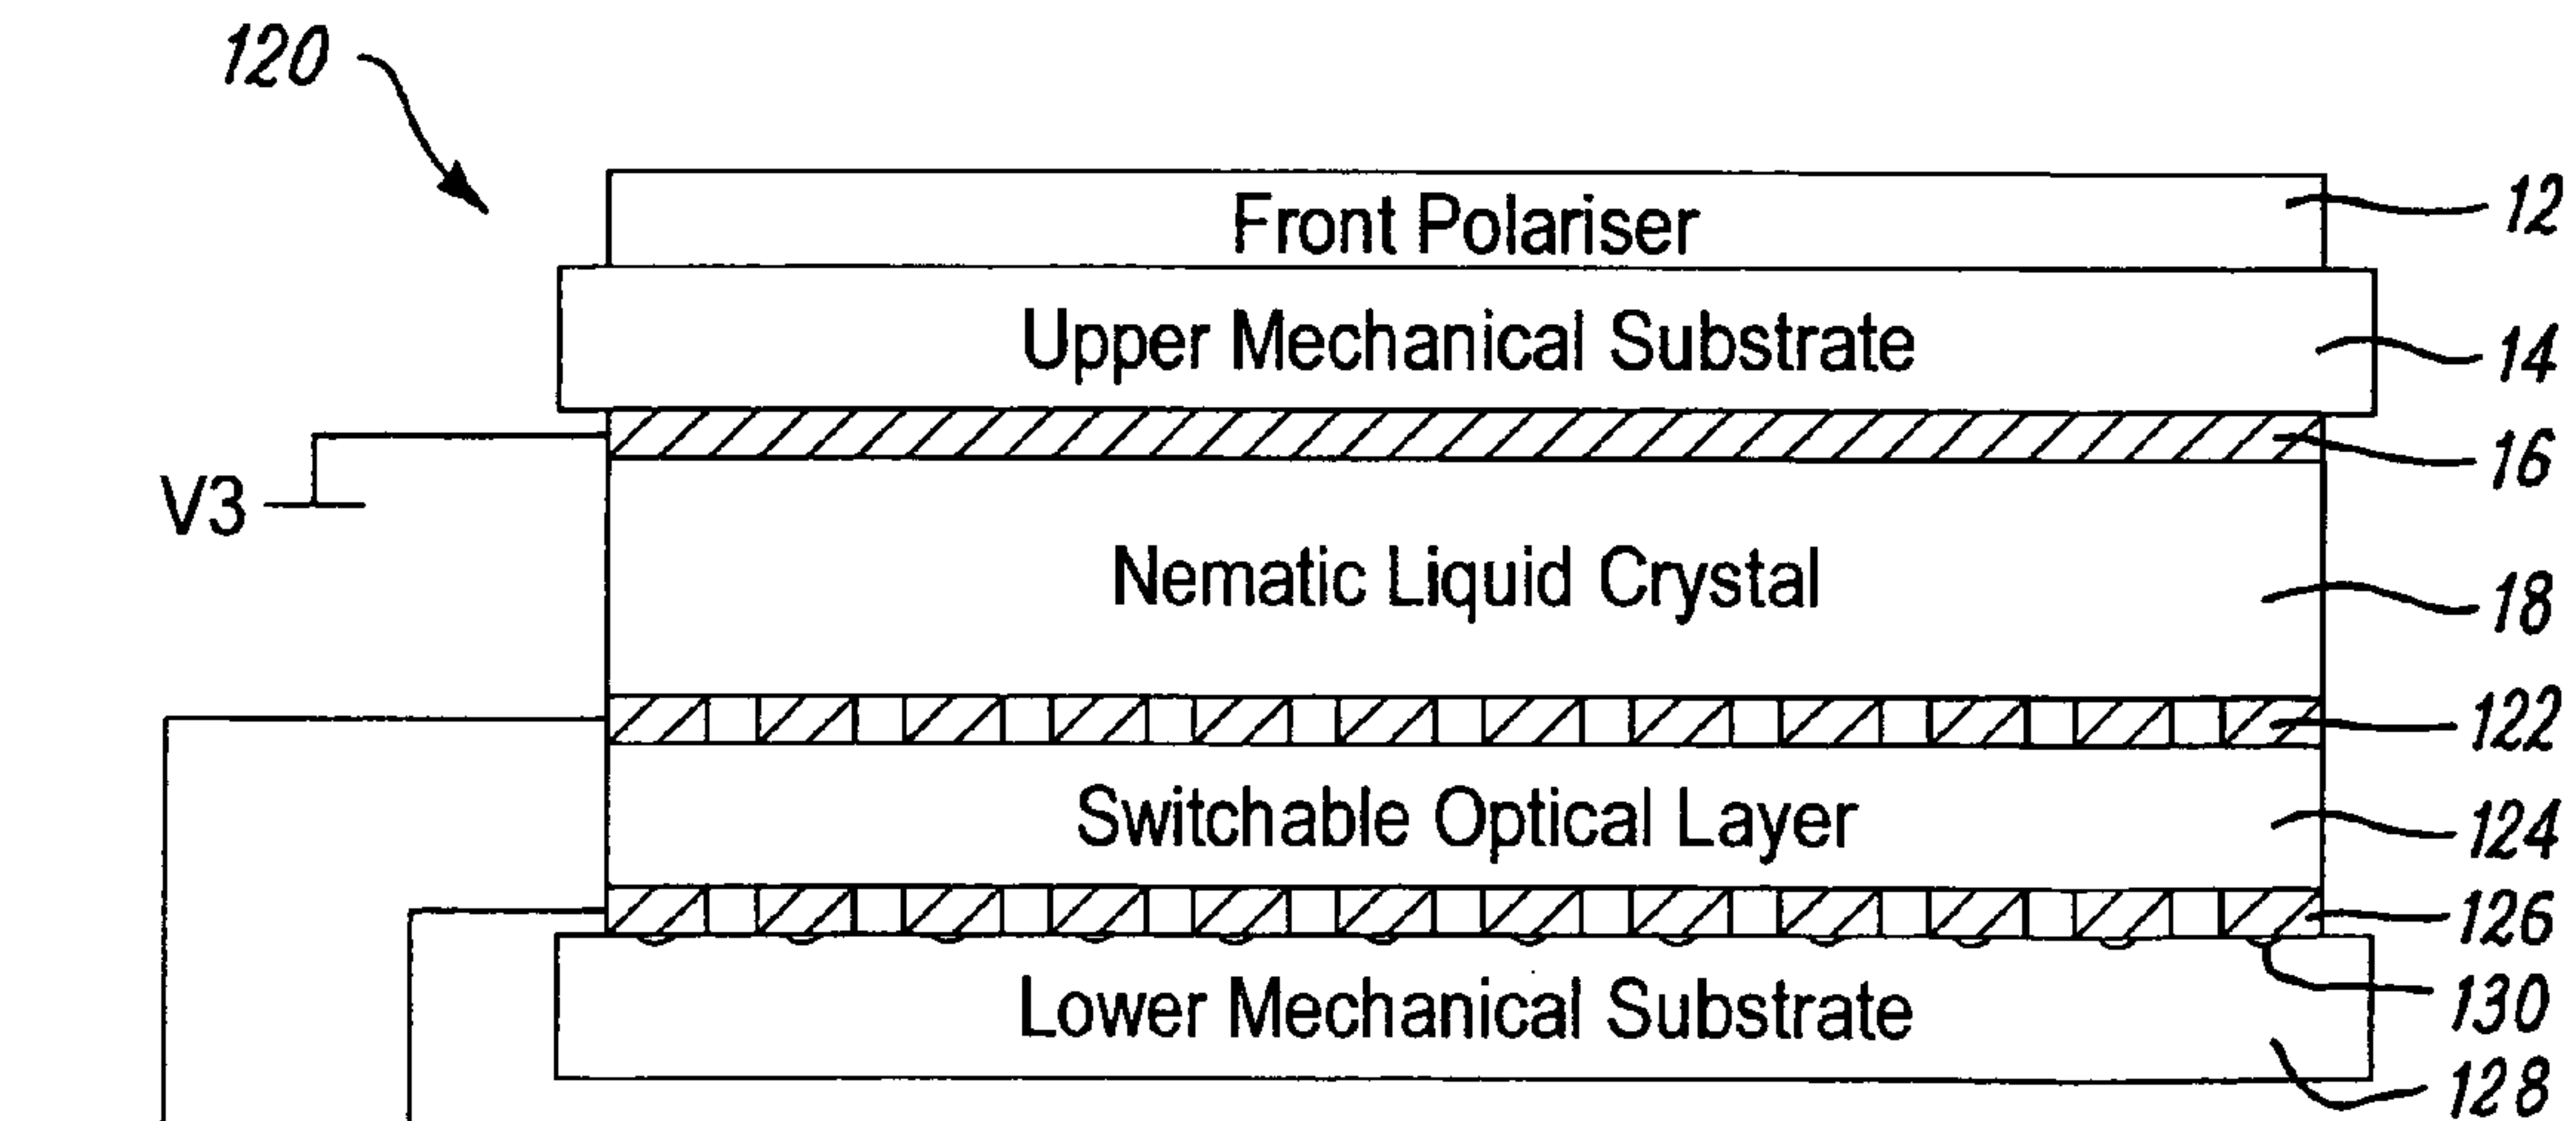 120
Front Polariser
12
Upper Mechanical Substrate
14
16
V3
Nematic Liquid Crystal
18
122
Switchable Optical Layer
124
126
130
Lower Mechanical Substrate
128